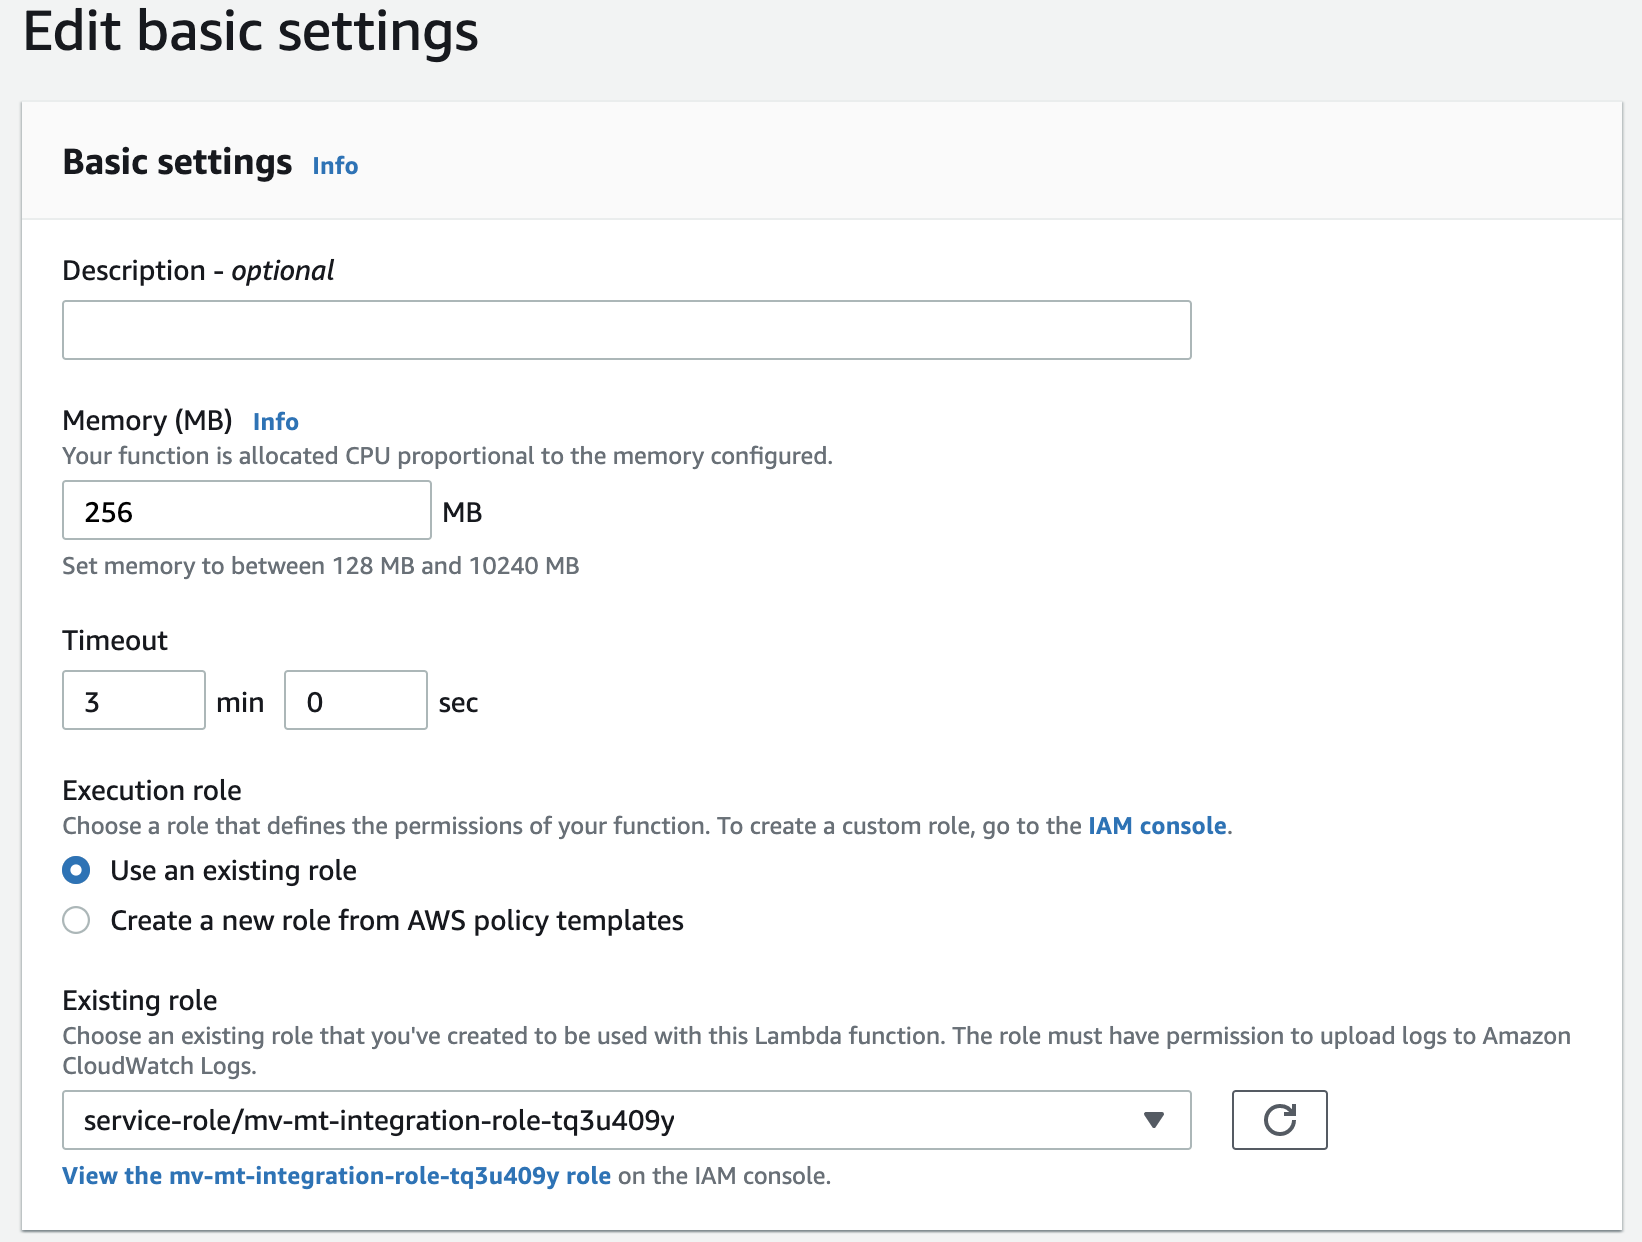 Edit basic settings
Basic settings Info
Description - optional
Memory (MB) Info
Your function is allocated CPU proportional to the memory configured.
256 MB
Set memory to between 128 MB and 10240 MB
Timeout
3 min 0 sec
Execution role
Choose a role that defines the permissions of your function. To create a custom role, go to the IAM console.
Use an existing role
Create a new role from AWS policy templates
Existing role
Choose an existing role that you've created to be used with this Lambda function. The role must have permission to upload logs to Amazon
CloudWatch Logs.
service-role/mv-mt-integration-role-tq3u409y
View the mv-mt-integration-role-tq3u409y role on the IAM console.